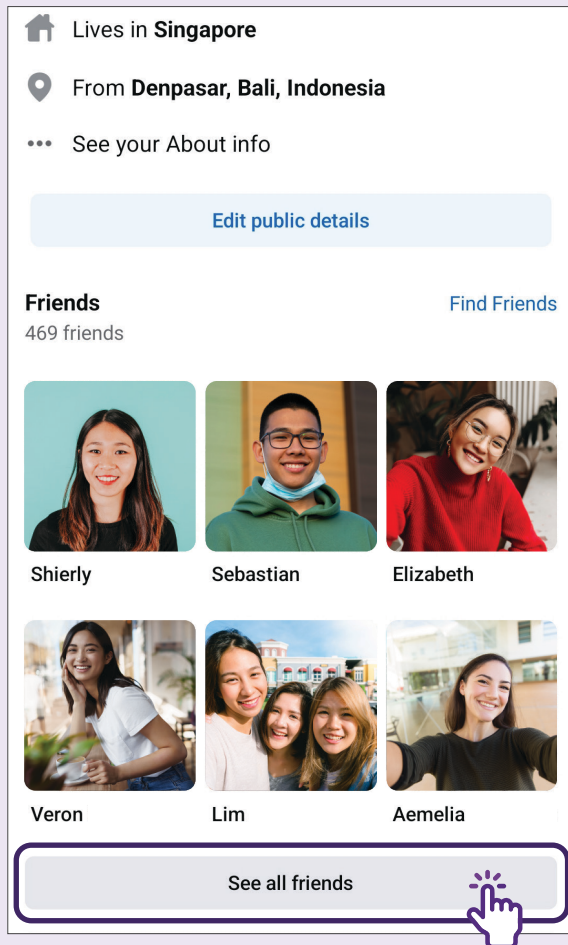 Lives in Singapore
From Denpasar, Bali, Indonesia
See your About info
Edit public details
Friends
Find Friends
469 friends
Shierly
Sebastian
Elizabeth
Veron
Lim
Aemelia
See all friends